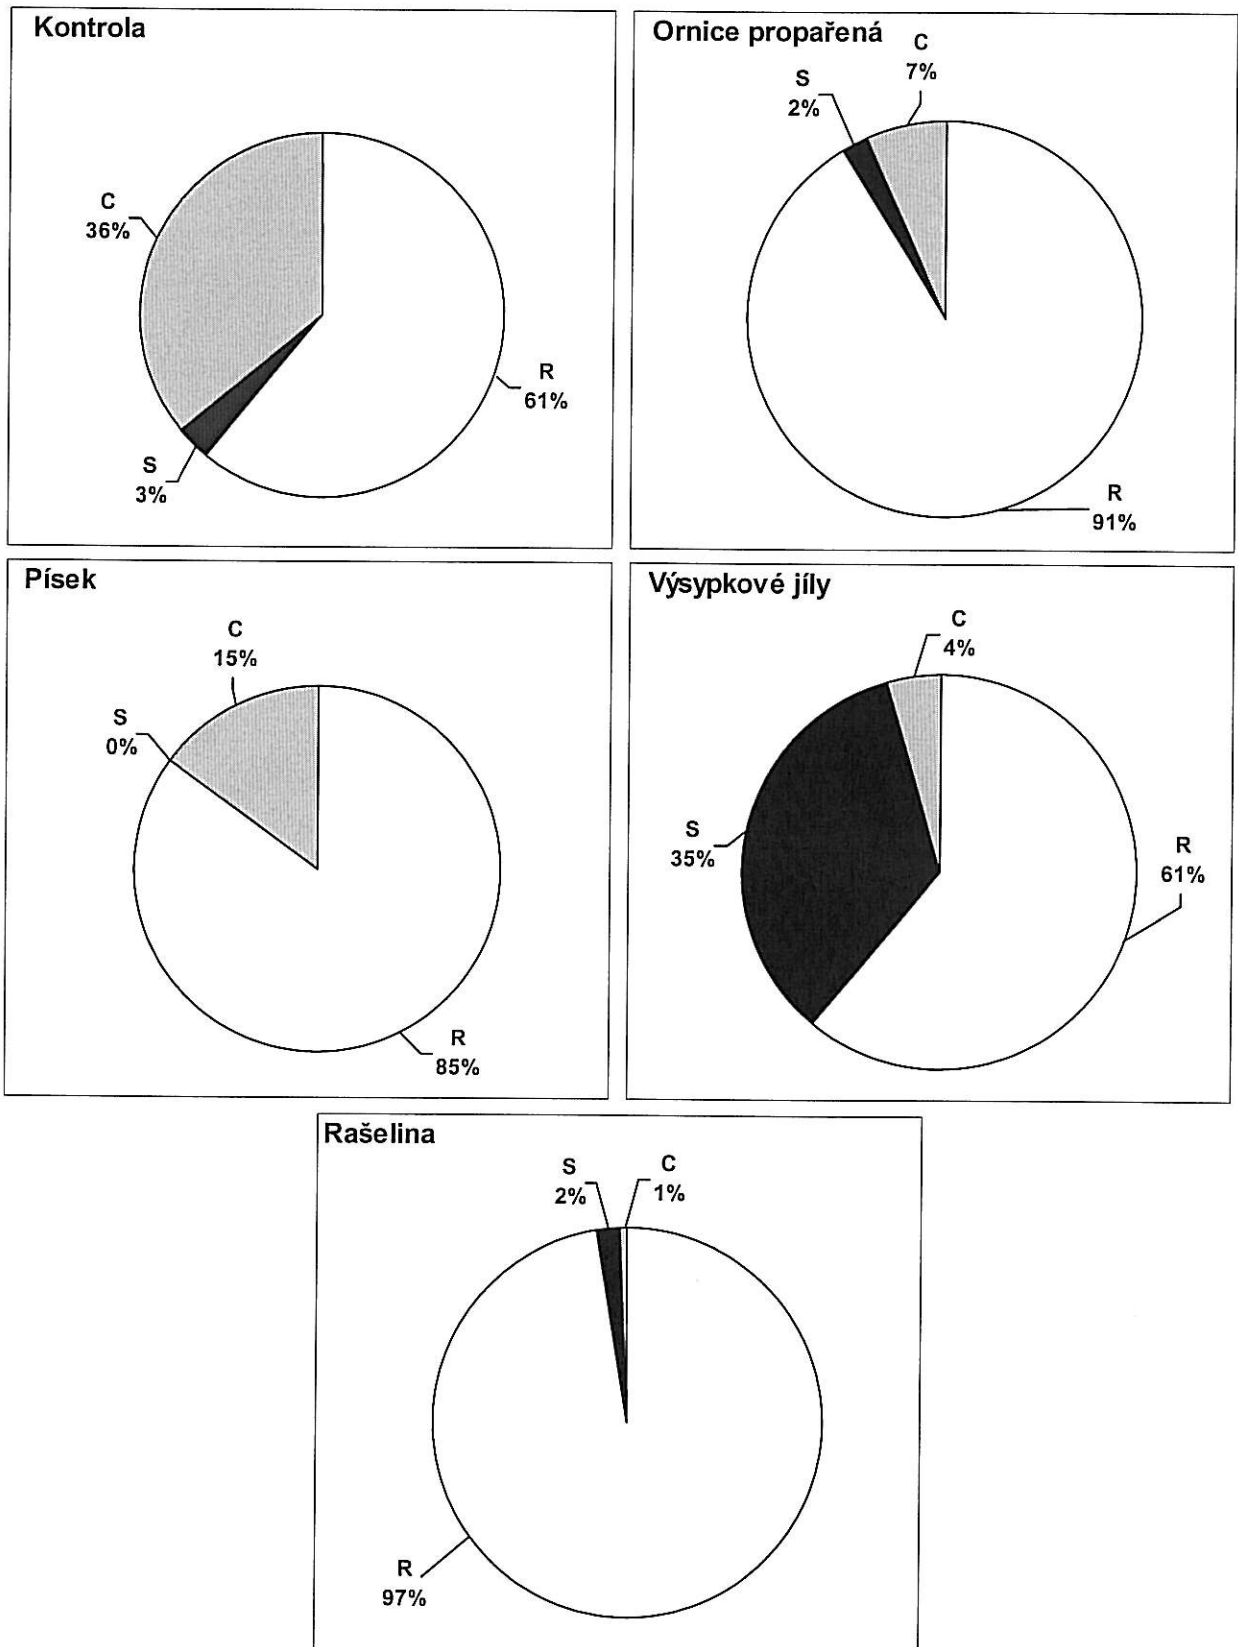 Kontrola
C
36%
R
61%
S
3%
Ornice propařená
C
7%
S
2%
R
91%
Písek
C
15%
S
0%
R
85%
Výsypkové jíly
C
4%
S
35%
R
61%
Rašelina
S
2%
C
1%
R
97%